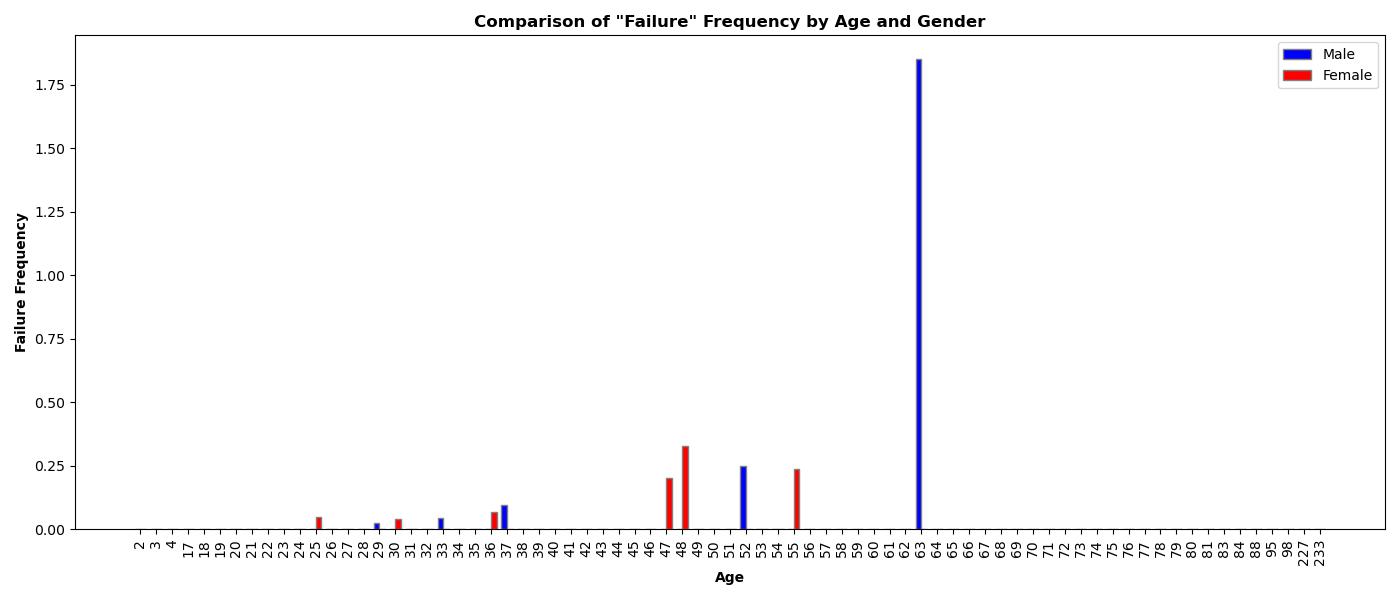 Comparison of "Failure" Frequency by Age and Gender
Male
Female
Failure Frequency
1.75
1.50
1.25
1.00
0.75
0.50
0.25
0.00
2 3 4 17 18 19 20 21 22 23 24 25 26 27 28 29 30 31 32 33 34 35 36 37 38 39 40 41 42 43 44 45 46 47 48 49 50 51 52 53 54 55 56 57 58 59 60 61 62 63 64 65 66 67 68 69 70 71 72 73 74 75 76 77 78 79 80 81 83 84 88 95 98 227 233
Age